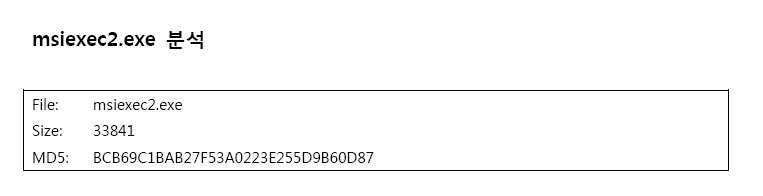 msiexec2.exe 분석
File: msiexec2.exe
Size: 33841
MD5: BCB69C1BAB27F53A0223E255D9B60D87